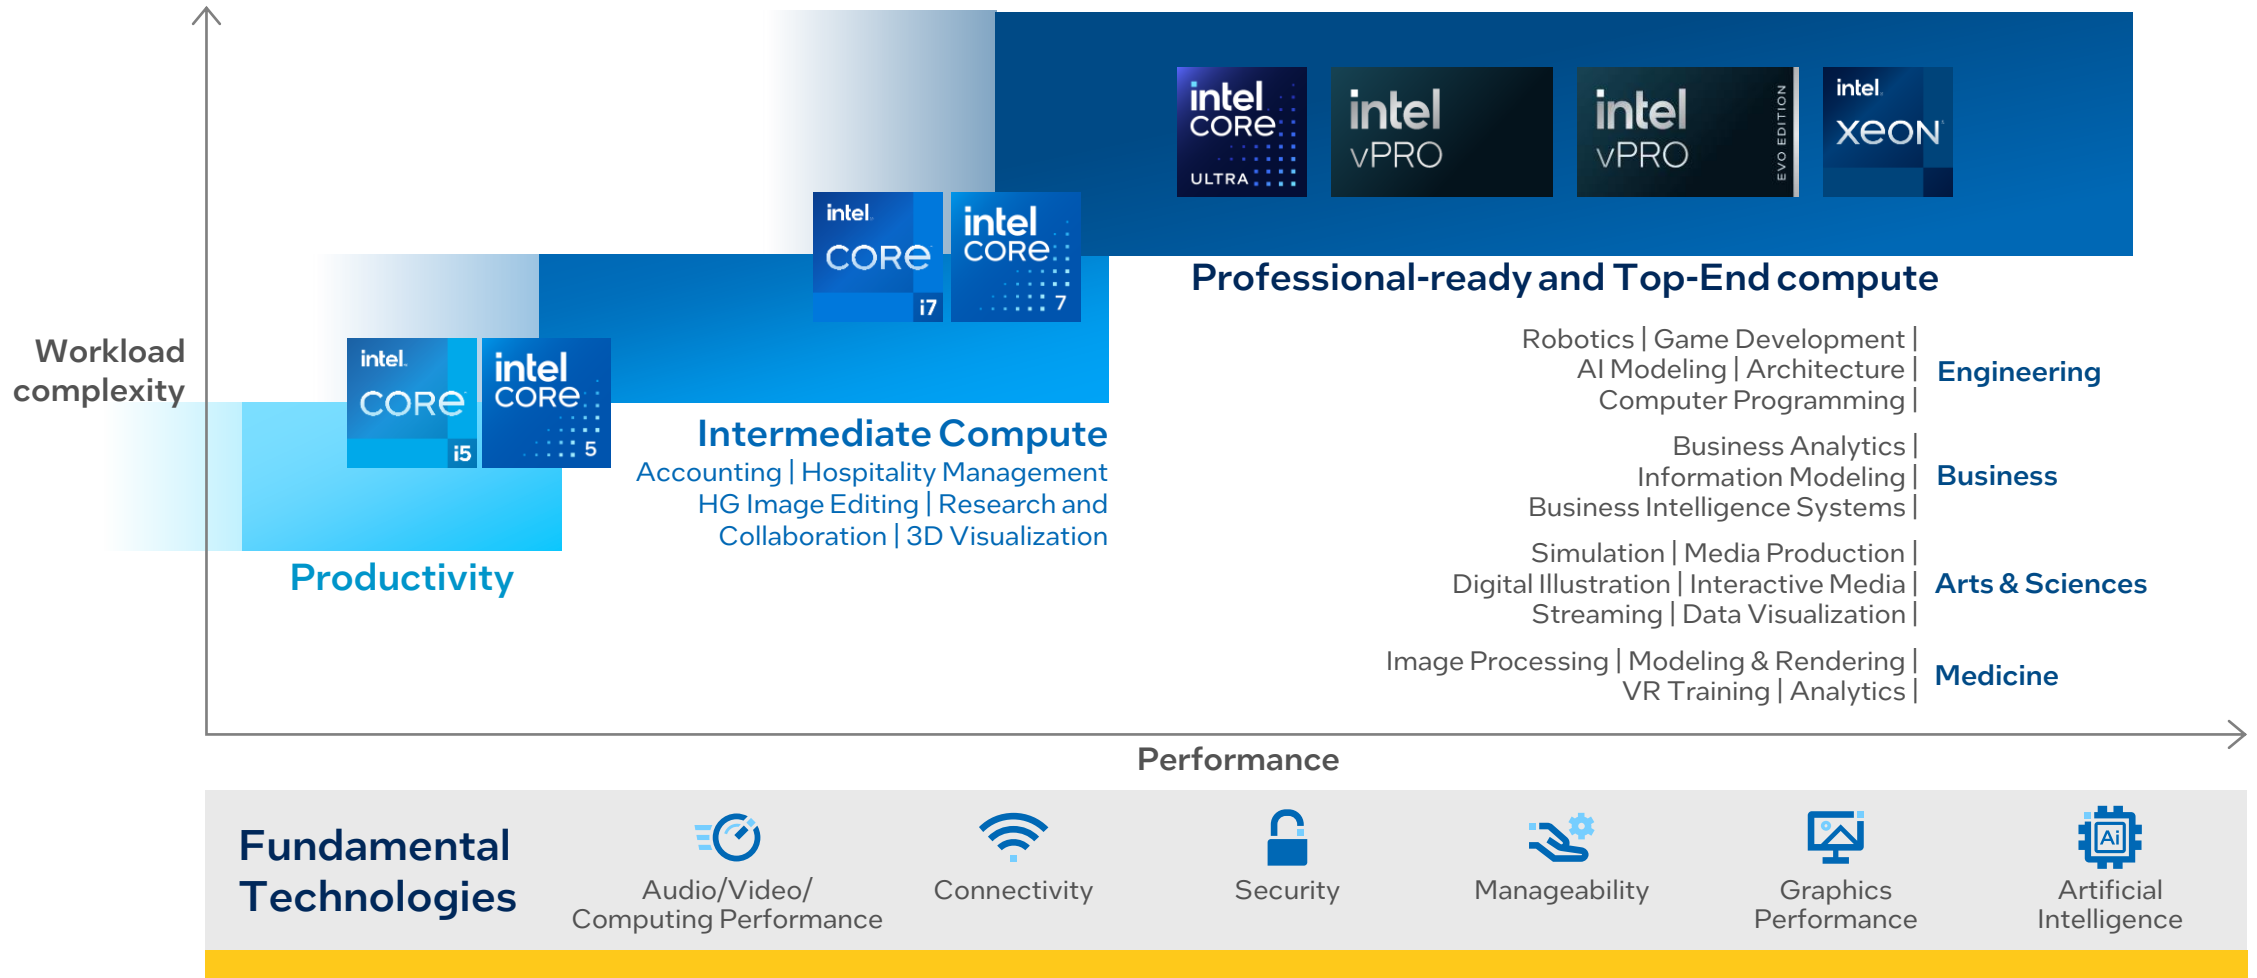 Workload
complexity
intel
CORE
ULTRA
intel
vPRO
intel
vPRO
EVO EDITION
intel
XEON
intel
CORE
i7
intel
CORE
7
intel
CORE
i5
intel
CORE
5
Productivity
Intermediate Compute
Accounting | Hospitality Management
HG Image Editing | Research and
Collaboration | 3D Visualization
Professional-ready and Top-End compute
Robotics | Game Development |
AI Modeling | Architecture |
Computer Programming |
Engineering
Business Analytics |
Information Modeling |
Business Intelligence Systems |
Business
Simulation | Media Production |
Digital Illustration | Interactive Media |
Streaming | Data Visualization |
Arts & Sciences
Image Processing | Modeling & Rendering |
VR Training | Analytics |
Medicine
Performance
Fundamental
Technologies
Audio/Video/
Computing Performance
Connectivity
Security
Manageability
Graphics
Performance
Ai
Artificial
Intelligence